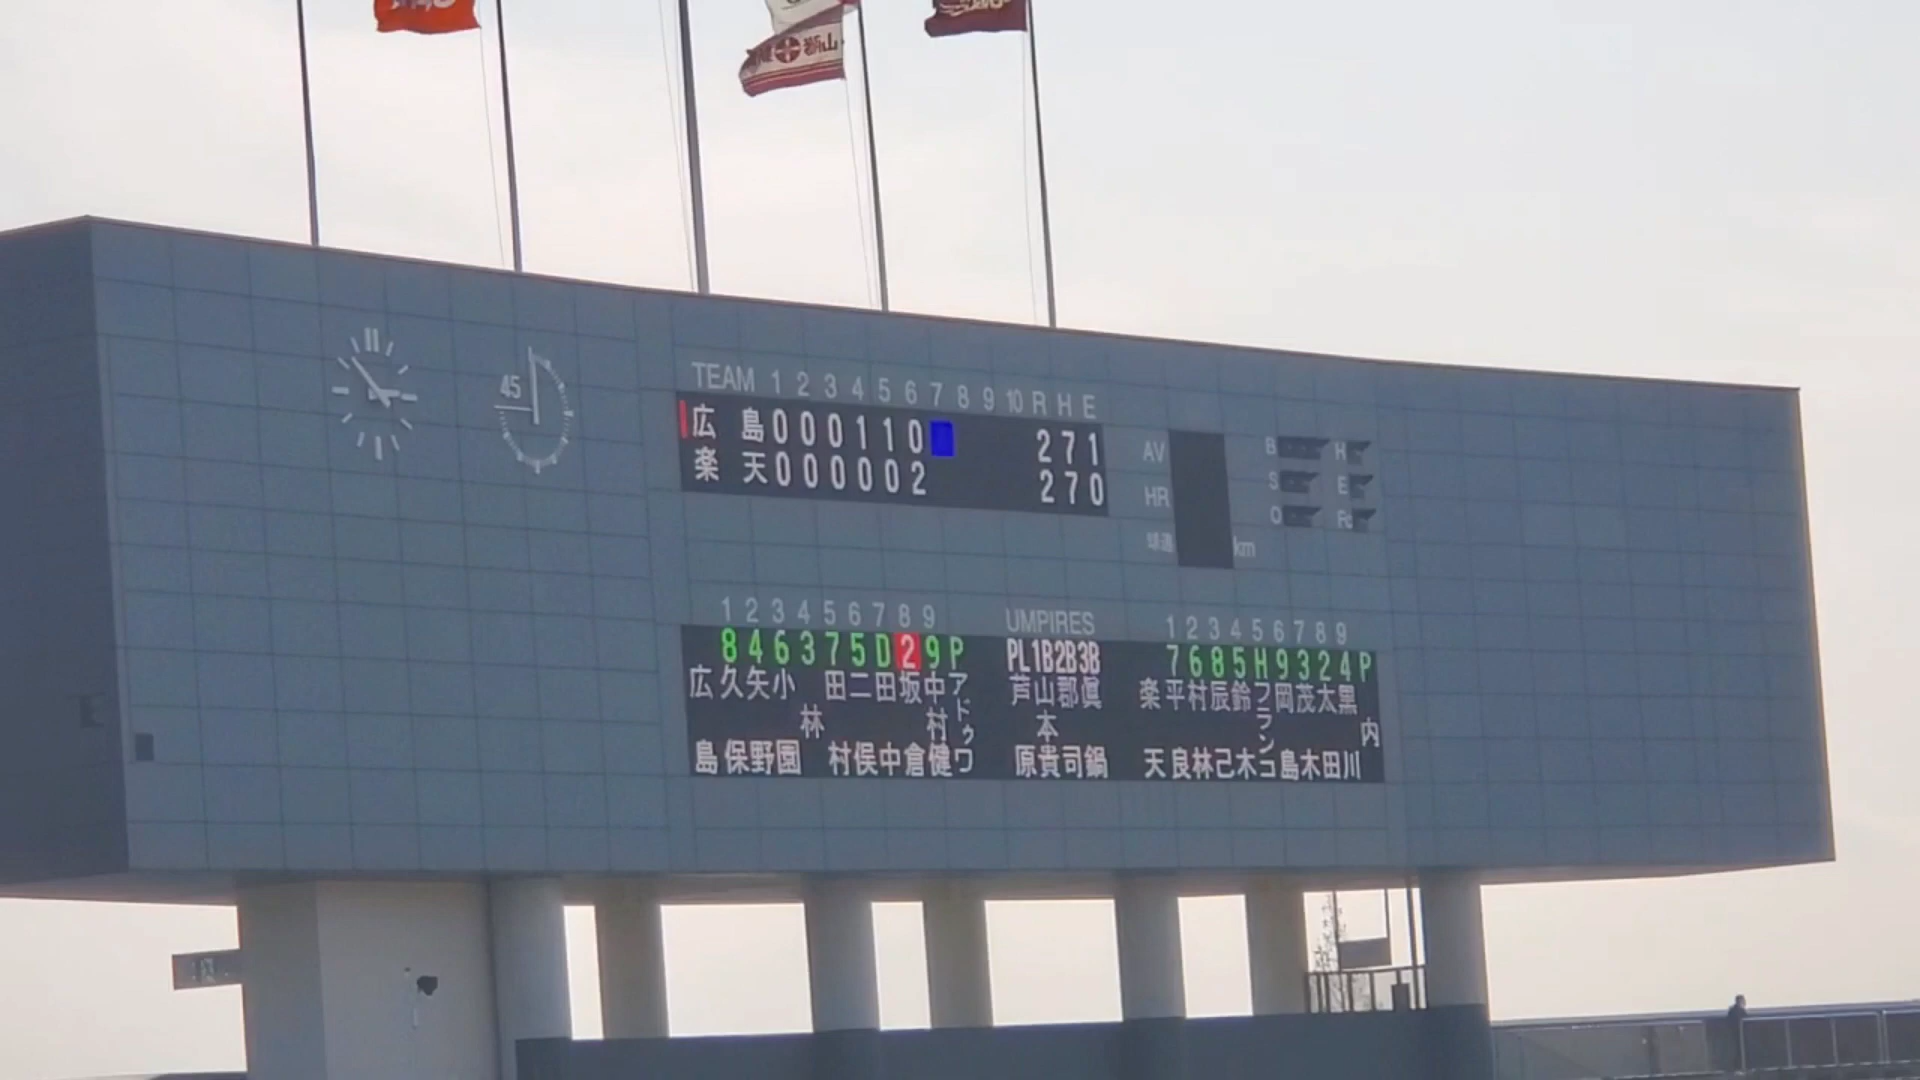 新山
45
TEAM 1 2 3 4 5 6 7 8 9 10 R H E
広島 0 0 0 1 1 0 2 7 1
楽天 0 0 0 0 0 2 2 7 0
AV
HR
球速 km
B H
S E
O Fc
1 2 3 4 5 6 7 8 9 UMPIRES 1 2 3 4 5 6 7 8 9
8 4 6 3 7 5 D 2 9 P PL 1B 2B 3B 7 6 8 5 H 9 3 2 4 P
広島 久保 矢野 小園 林 田村 二俣 田中 坂倉 中村健 アドゥワ 芦原 山本貴 郡司 眞鍋 楽天 平良 村林 辰己 鈴木 フランコ 岡島 茂木 太田 黒川 内